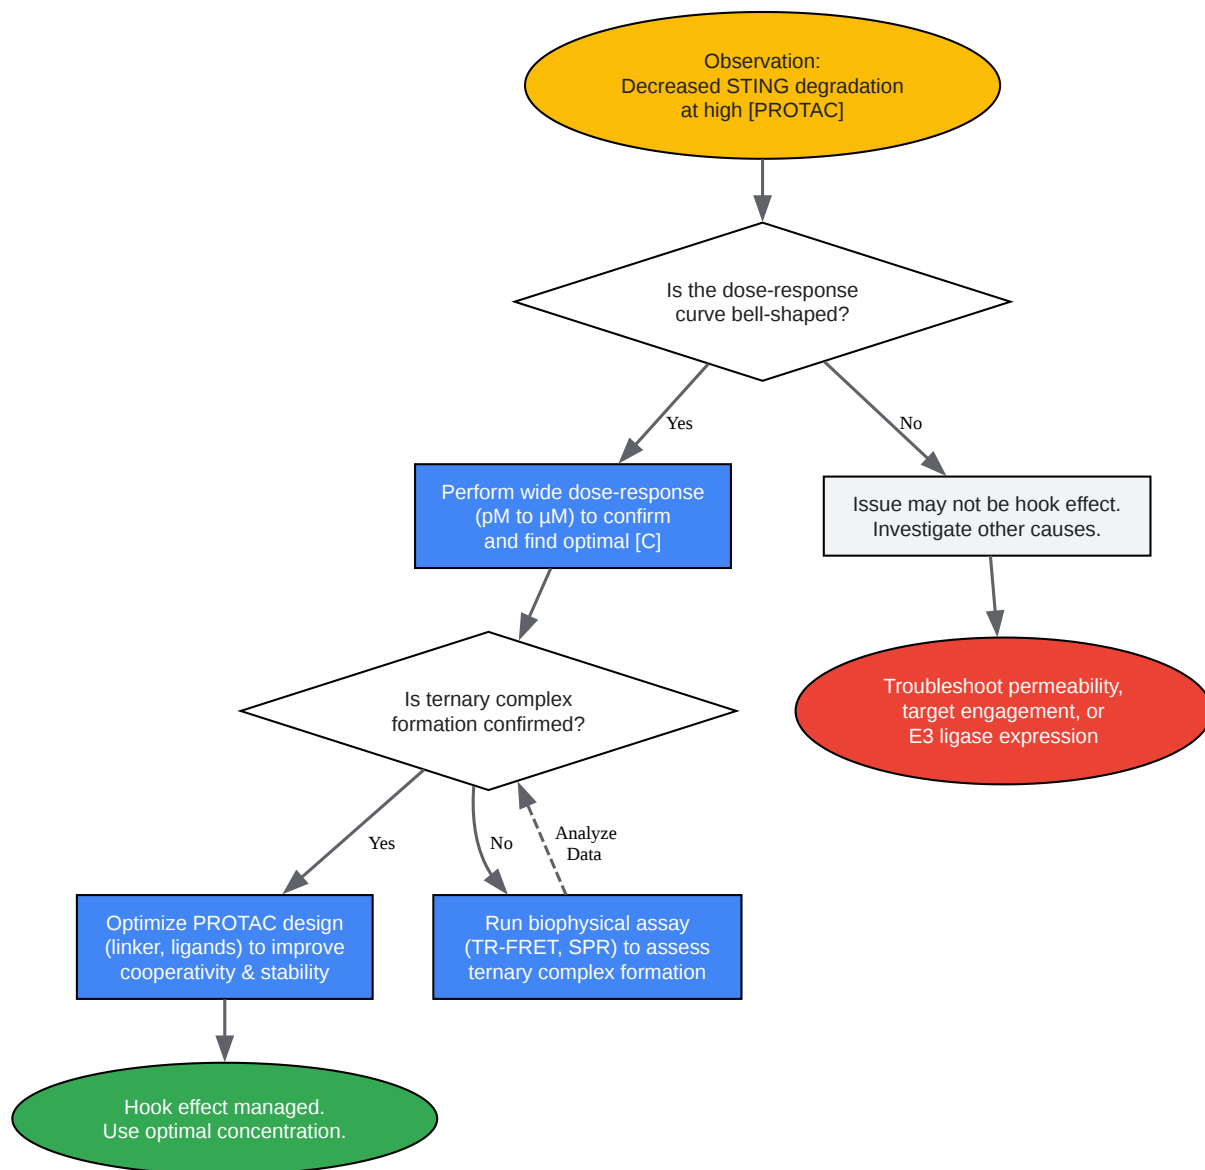 Observation:
Decreased STING degradation
at high [PROTAC]
Is the dose-response
curve bell-shaped?
Yes
No
Perform wide dose-response
(pM to µM) to confirm
and find optimal [C]
Issue may not be hook effect.
Investigate other causes.
Is ternary complex
formation confirmed?
Troubleshoot permeability,
target engagement, or
E3 ligase expression
Yes
No
Analyze
Data
Optimize PROTAC design
(linker, ligands) to improve
cooperativity & stability
Run biophysical assay
(TR-FRET, SPR) to assess
ternary complex formation
Hook effect managed.
Use optimal concentration.